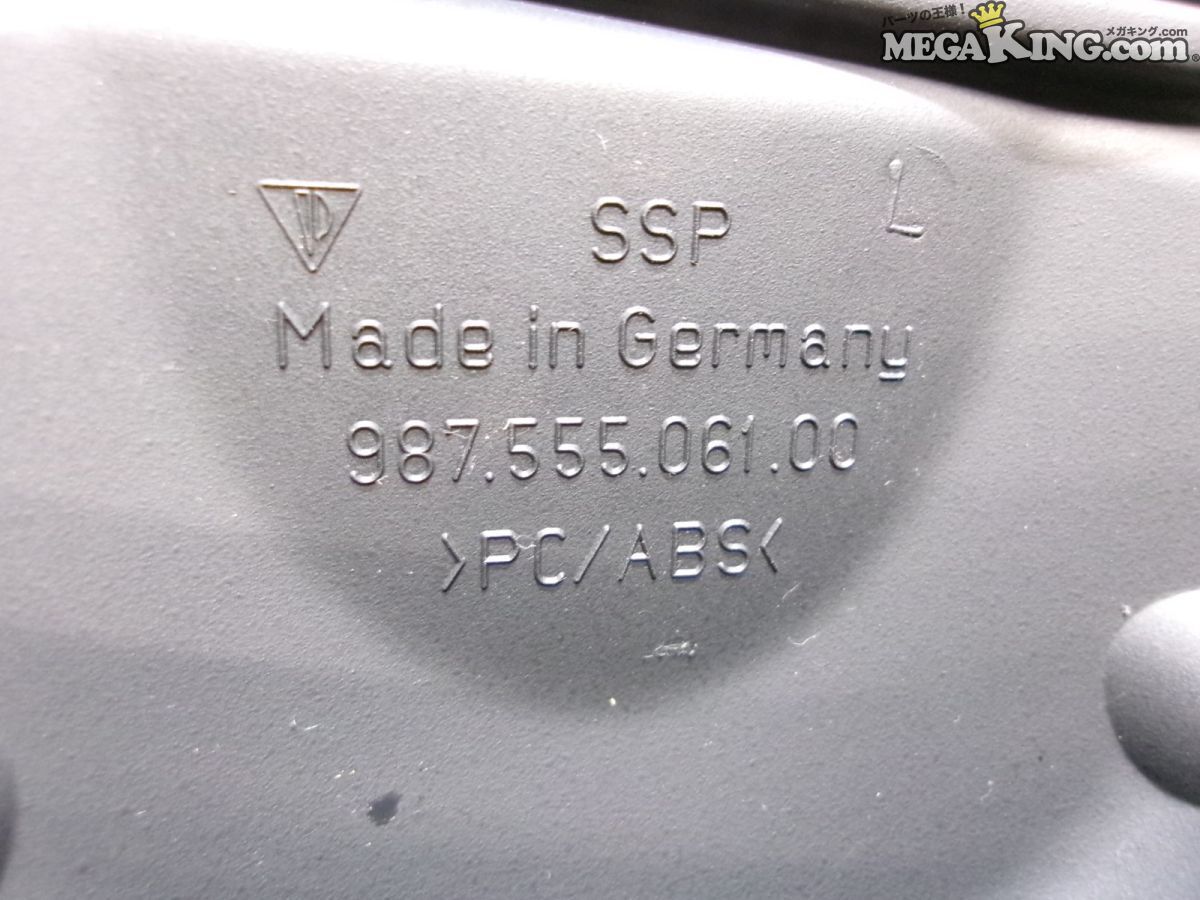 パーツの王様！
メガキング.com
MEGAKING.com®
SSP L
Made in Germany
987.555.061.00
>PC/ABS<